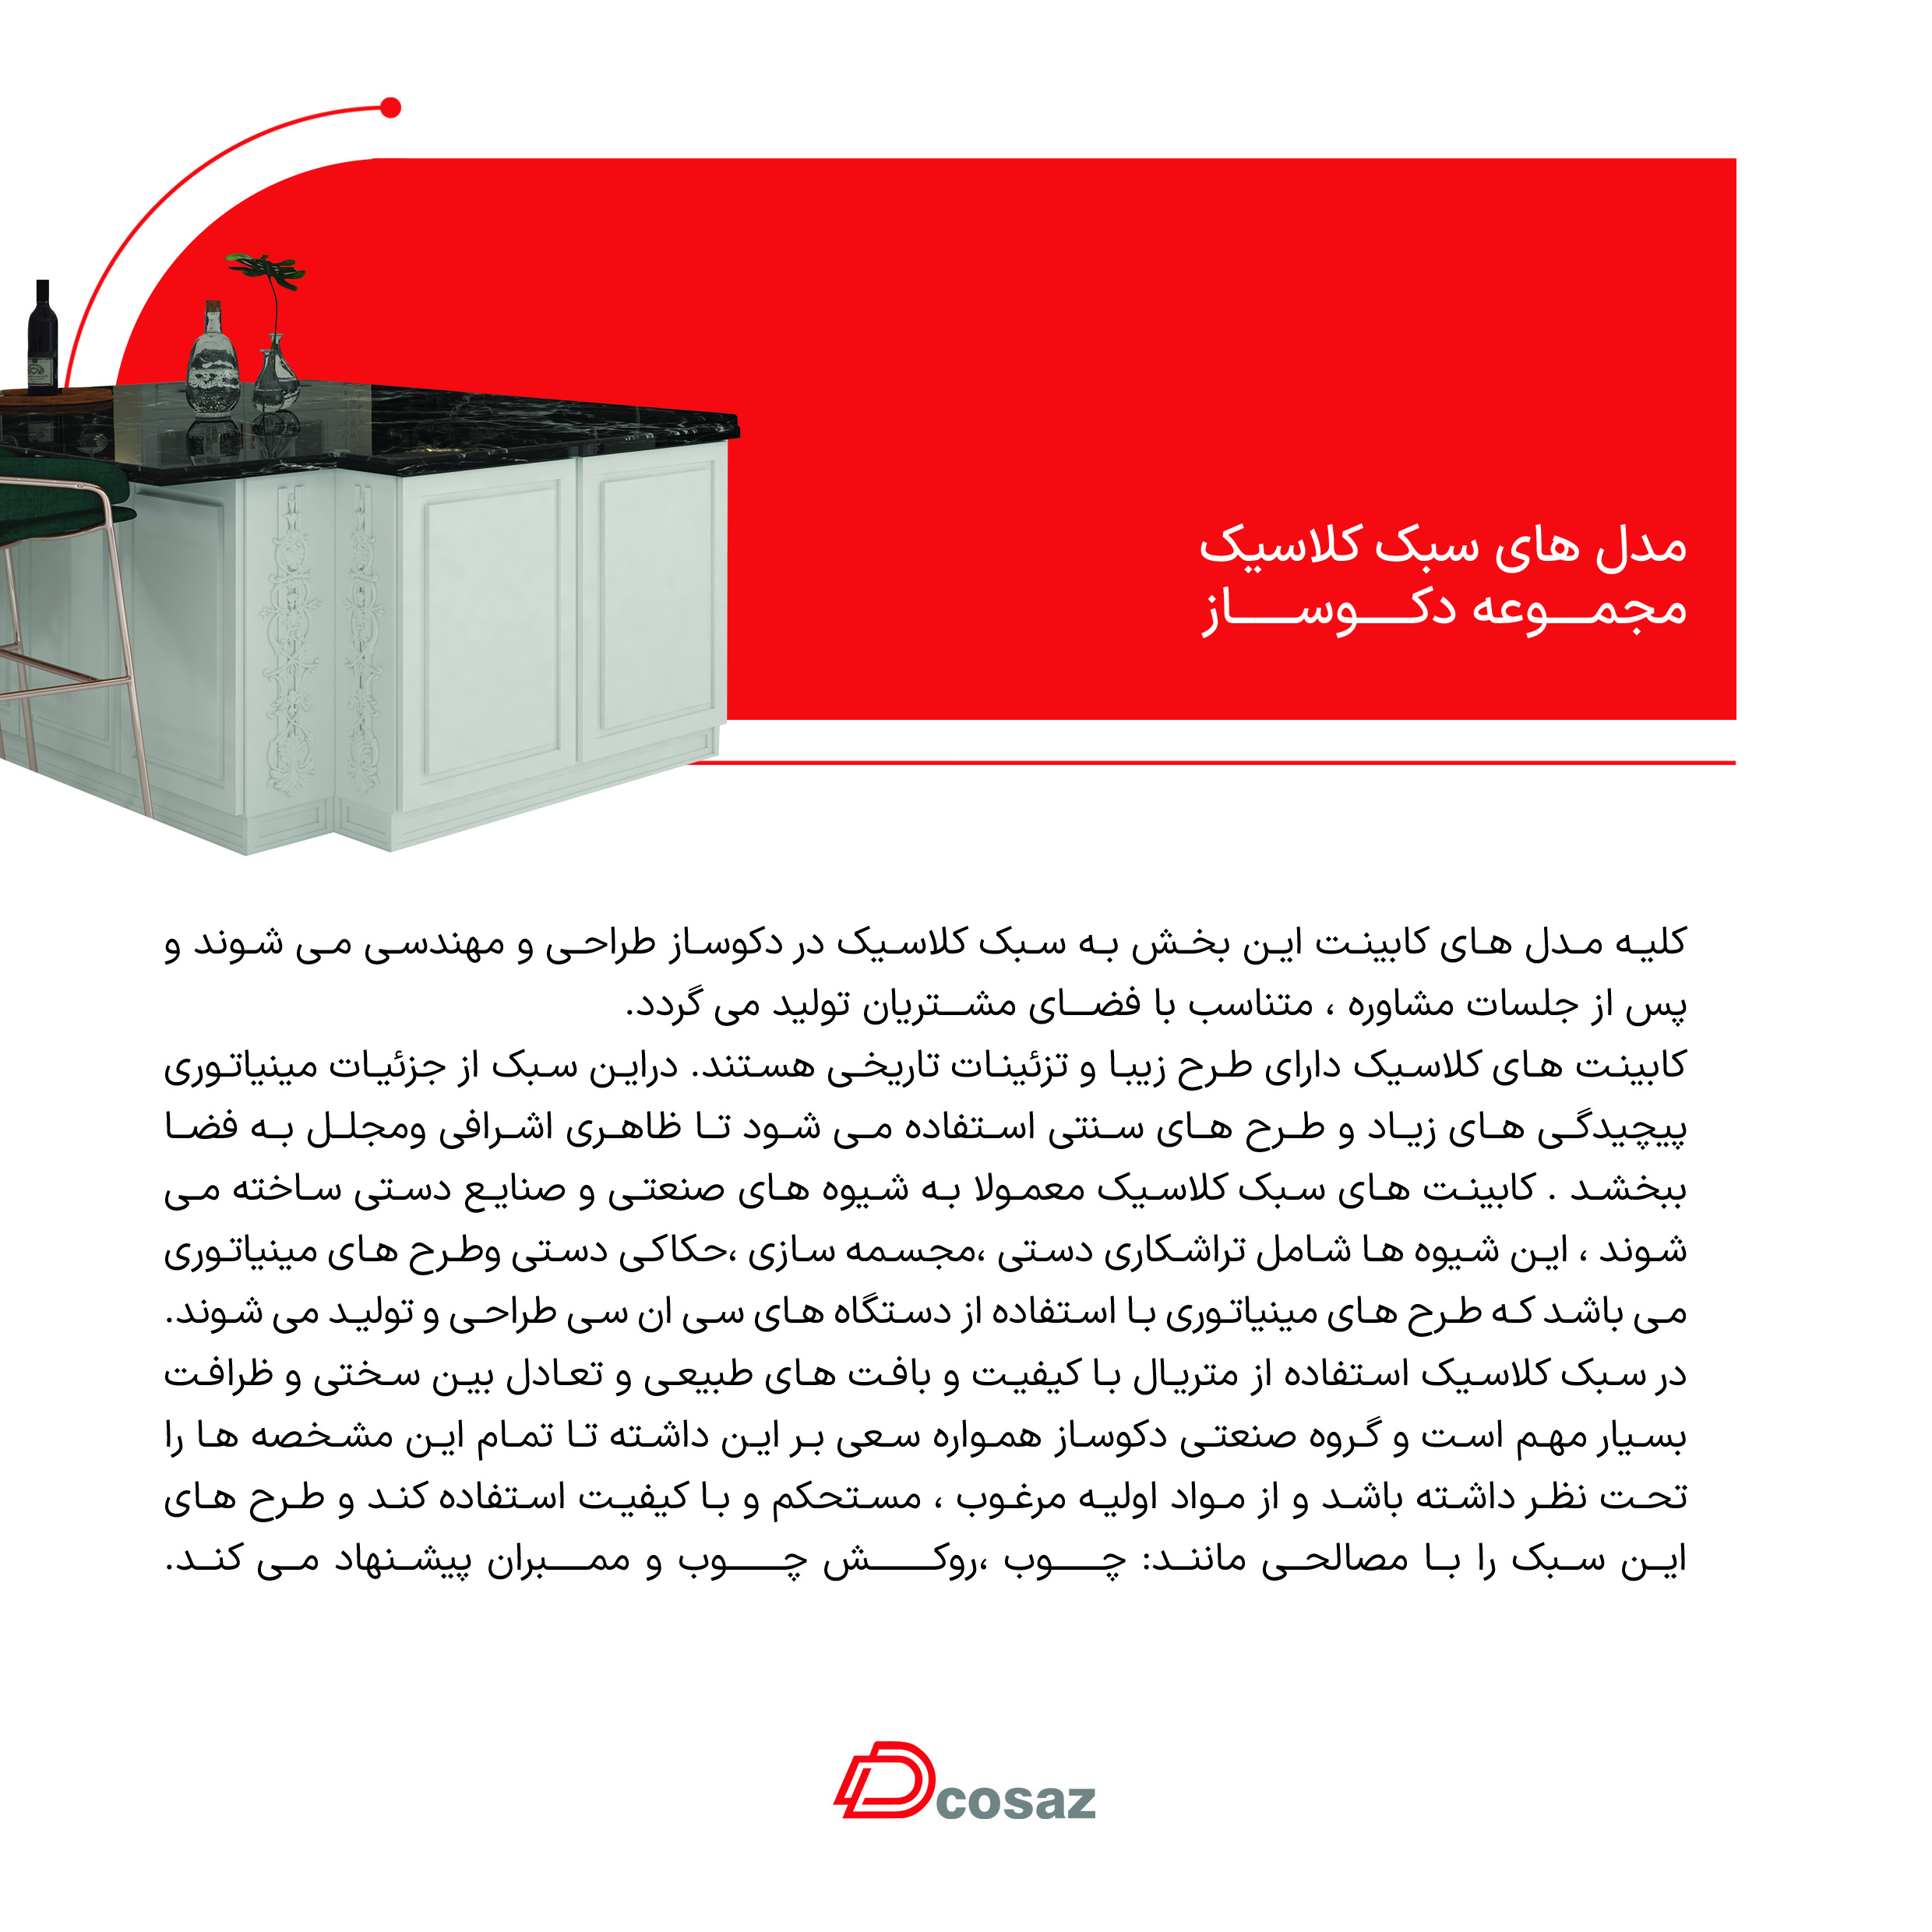 مدل های سبک کلاسیک
مجموعه دکوساز
کلیه مدل های کابینت این بخش به سبک کلاسیک در دکوساز طراحی و مهندسی می شوند و
پس از جلسات مشاوره ، متناسب با فضای مشتریان تولید می گردد.
کابینت های کلاسیک دارای طرح زیبا و تزئینات تاریخی هستند. دراین سبک از جزئیات مینیاتوری
پیچیدگی های زیاد و طرح های سنتی استفاده می شود تا ظاهری اشرافی ومجلل به فضا
ببخشد . کابینت های سبک کلاسیک معمولا به شیوه های صنعتی و صنایع دستی ساخته می
شوند ، این شیوه ها شامل تراشکاری دستی ،مجسمه سازی ،حکاکی دستی وطرح های مینیاتوری
می باشد که طرح های مینیاتوری با استفاده از دستگاه های سی ان سی طراحی و تولید می شوند.
در سبک کلاسیک استفاده از متریال با کیفیت و بافت های طبیعی و تعادل بین سختی و ظرافت
بسیار مهم است و گروه صنعتی دکوساز همواره سعی بر این داشته تا تمام این مشخصه ها را
تحت نظر داشته باشد و از مواد اولیه مرغوب ، مستحکم و با کیفیت استفاده کند و طرح های
این سبک را با مصالحی مانند: چوب ،روکش چوب و ممبران پیشنهاد می کند.
Dcosaz